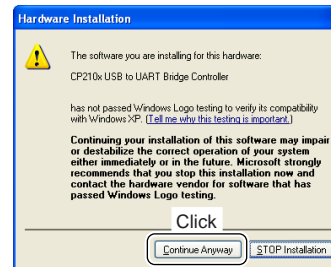 Hardware Installation
The software you are installing for this hardware:
CP210x USB to UART Bridge Controller
has not passed Windows Logo testing to verify its compatibility
with Windows XP. (Tell me why this testing is important.)
Continuing your installation of this software may impair
or destabilize the correct operation of your system
either immediately or in the future. Microsoft strongly
recommends that you stop this installation now and
contact the hardware vendor for software that has
passed Windows Logo testing.
Click
Continue Anyway
STOP Installation